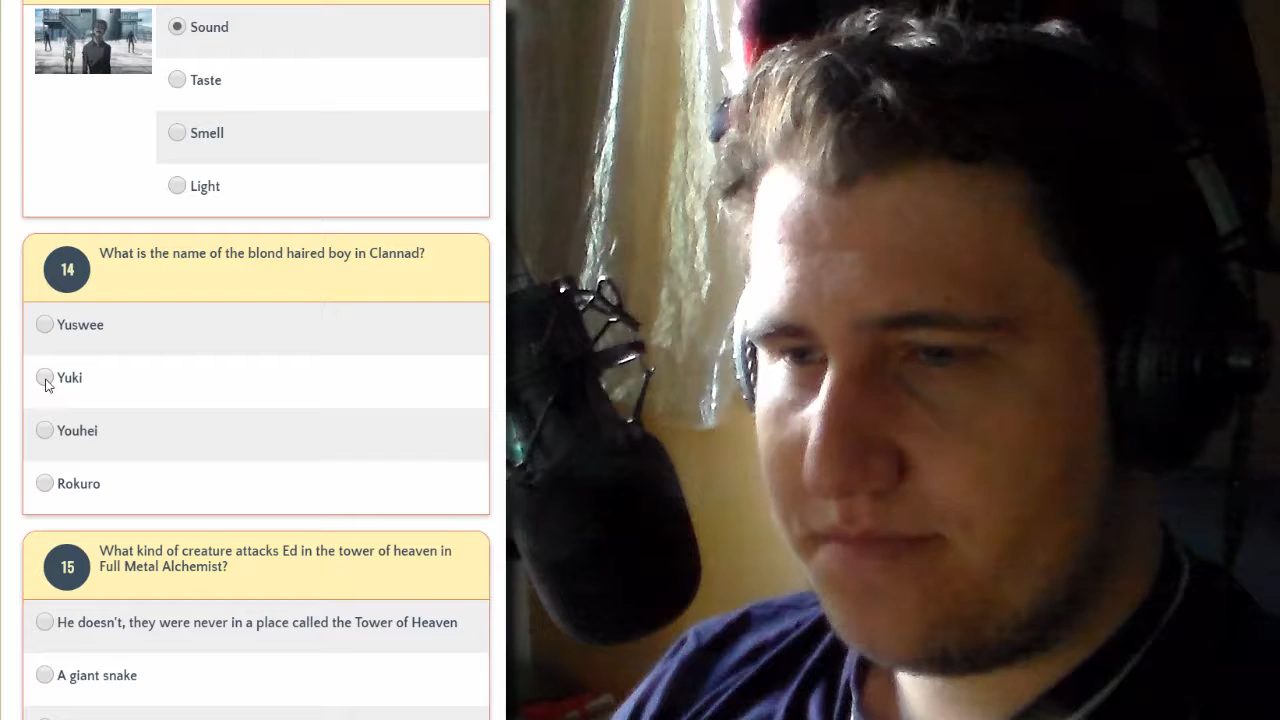 Sound
Taste
Smell
Light
14
What is the name of the blond haired boy in Clannad?
Yuswee
Yuki
Youhei
Rokuro
15
What kind of creature attacks Ed in the tower of heaven in
Full Metal Alchemist?
He doesn't, they were never in a place called the Tower of Heaven
A giant snake